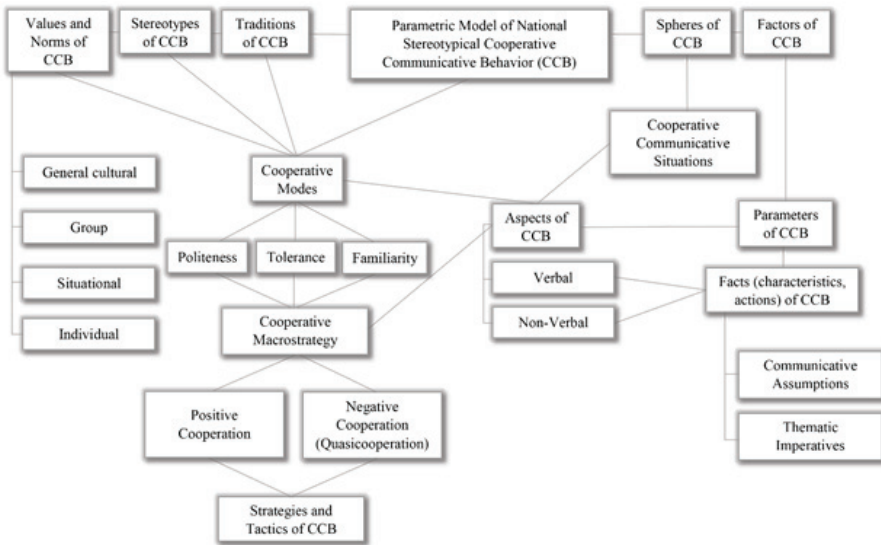 Values and
Norms of
CCB
Stereotypes
of CCB
Traditions
of CCB
Parametric Model of National
Stereotypical Cooperative
Communicative Behavior (CCB)
Spheres of
CCB
Factors of
CCB
Cooperative
Communicative
Situations
General cultural
Group
Situational
Individual
Cooperative
Modes
Politeness
Tolerance
Familiarity
Cooperative
Macrostrategy
Positive
Cooperation
Negative
Cooperation
(Quasicooperation)
Strategies and
Tactics of CCB
Aspects of
CCB
Verbal
Non-Verbal
Parameters
of CCB
Facts (characteristics,
actions) of CCB
Communicative
Assumptions
Thematic
Imperatives